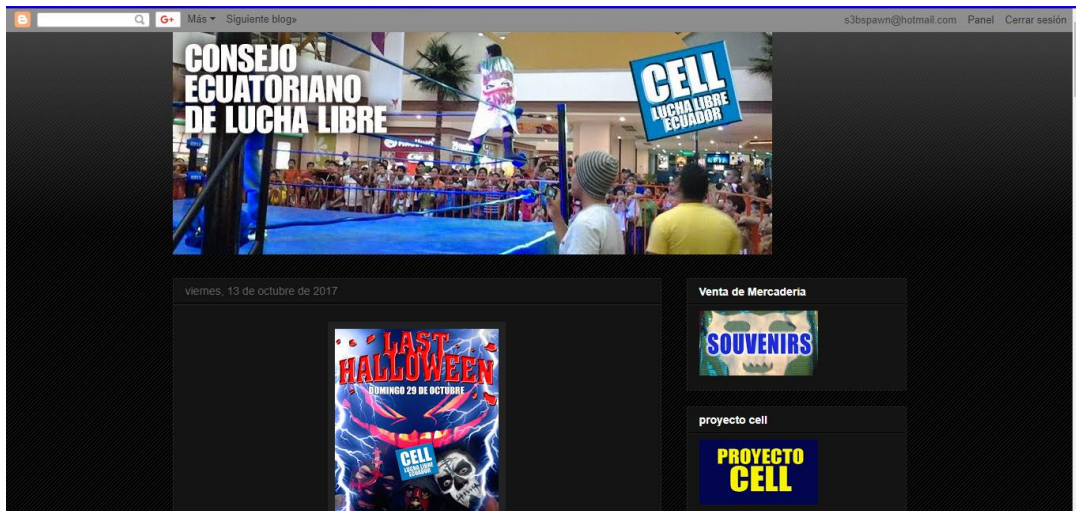 G+ Más Siguiente blog» s3bspawn@hotmail.com Panel Cerrar sesión
CONSEJO
ECUATORIANO
DE LUCHA LIBRE
CELL
LUCHA LIBRE
ECUADOR
viernes, 13 de octubre de 2017
LAST
HALLOWEEN
DOMINGO 29 DE OCTUBRE
CELL
LUCHA LIBRE
ECUADOR
Venta de Mercadería
SOUVENIRS
proyecto cell
PROYECTO
CELL